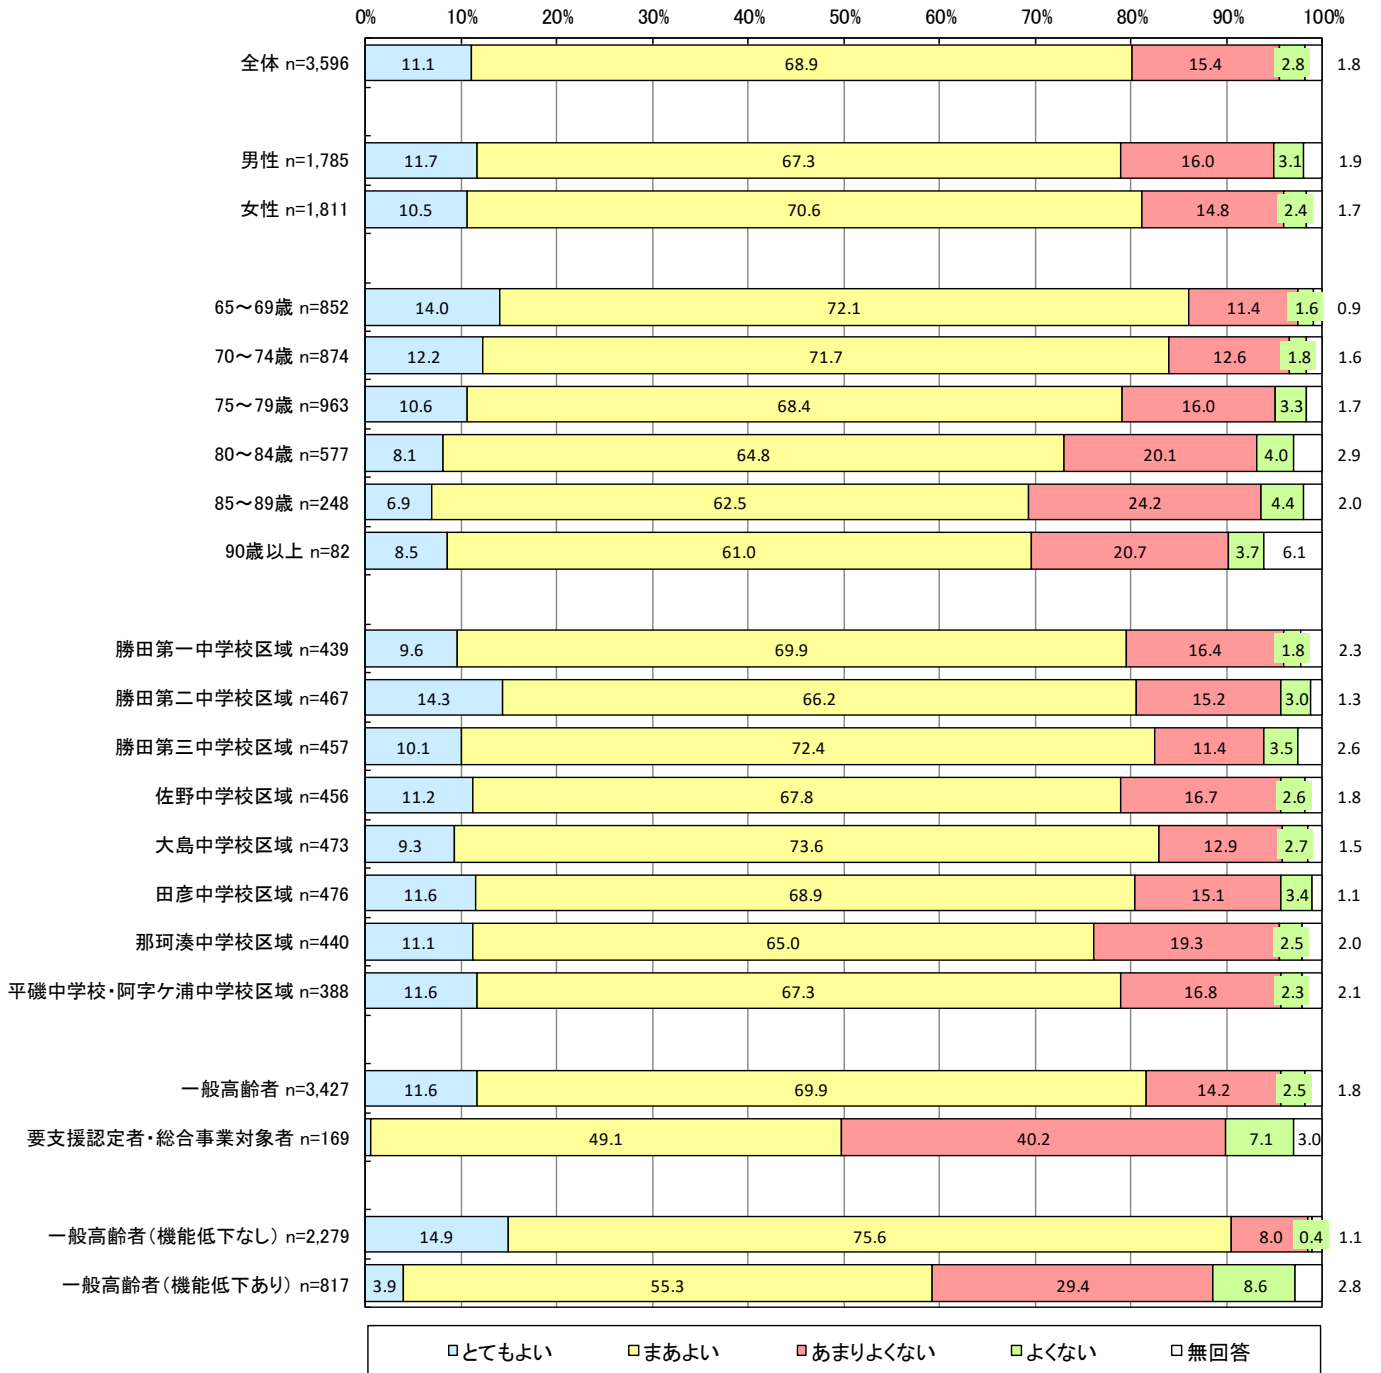 0% 10% 20% 30% 40% 50% 60% 70% 80% 90% 100%
全体 n=3,596 11.1 68.9 15.4 2.8 1.8
男性 n=1,785 11.7 67.3 16.0 3.1 1.9
女性 n=1,811 10.5 70.6 14.8 2.4 1.7
65～69歳 n=852 14.0 72.1 11.4 1.6 0.9
70～74歳 n=874 12.2 71.7 12.6 1.8 1.6
75～79歳 n=963 10.6 68.4 16.0 3.3 1.7
80～84歳 n=577 8.1 64.8 20.1 4.0 2.9
85～89歳 n=248 6.9 62.5 24.2 4.4 2.0
90歳以上 n=82 8.5 61.0 20.7 3.7 6.1
勝田第一中学校区域 n=439 9.6 69.9 16.4 1.8 2.3
勝田第二中学校区域 n=467 14.3 66.2 15.2 3.0 1.3
勝田第三中学校区域 n=457 10.1 72.4 11.4 3.5 2.6
佐野中学校区域 n=456 11.2 67.8 16.7 2.6 1.8
大島中学校区域 n=473 9.3 73.6 12.9 2.7 1.5
田彦中学校区域 n=476 11.6 68.9 15.1 3.4 1.1
那珂湊中学校区域 n=440 11.1 65.0 19.3 2.5 2.0
平磯中学校・阿字ケ浦中学校区域 n=388 11.6 67.3 16.8 2.3 2.1
一般高齢者 n=3,427 11.6 69.9 14.2 2.5 1.8
要支援認定者・総合事業対象者 n=169 49.1 40.2 7.1 3.0
一般高齢者（機能低下なし） n=2,279 14.9 75.6 8.0 0.4 1.1
一般高齢者（機能低下あり） n=817 3.9 55.3 29.4 8.6 2.8
とてもよい まあよい あまりよくない よくない 無回答